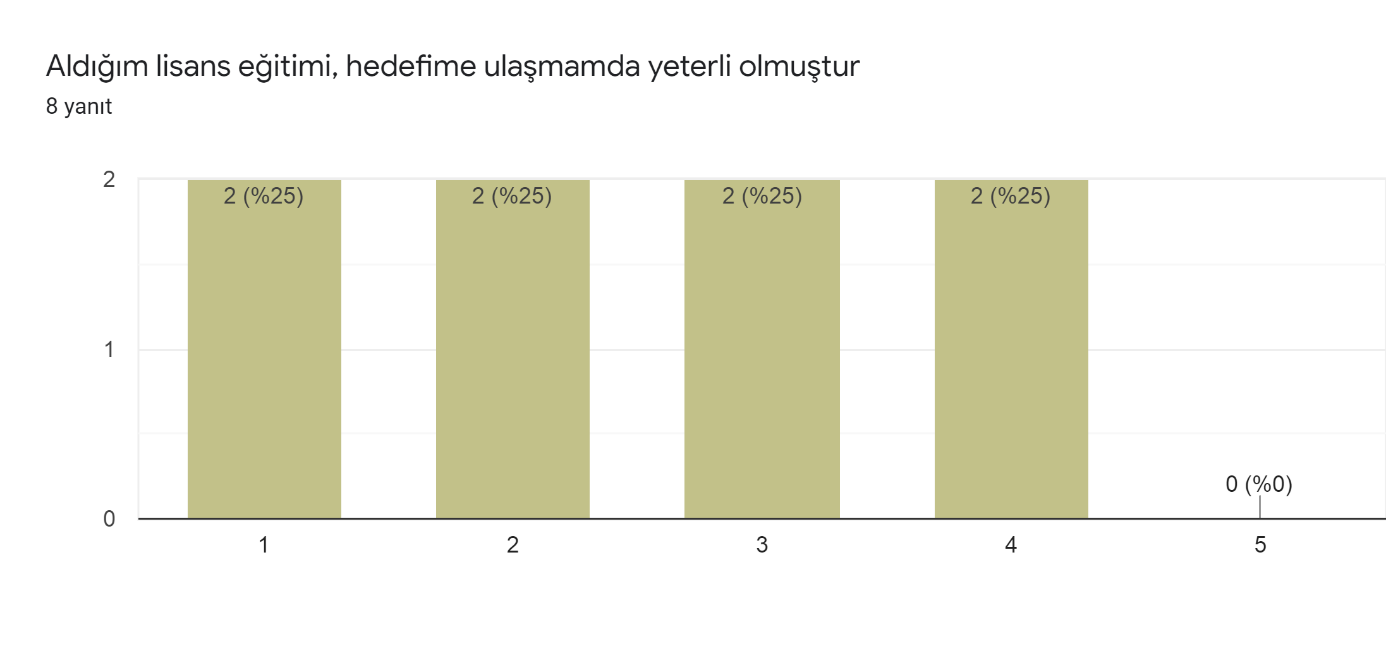 Aldığım lisans eğitimi, hedefime ulaşmamda yeterli olmuştur
8 yanıt
2
2 (%25) 2 (%25) 2 (%25) 2 (%25)
1
0 (%0)
0
1 2 3 4 5